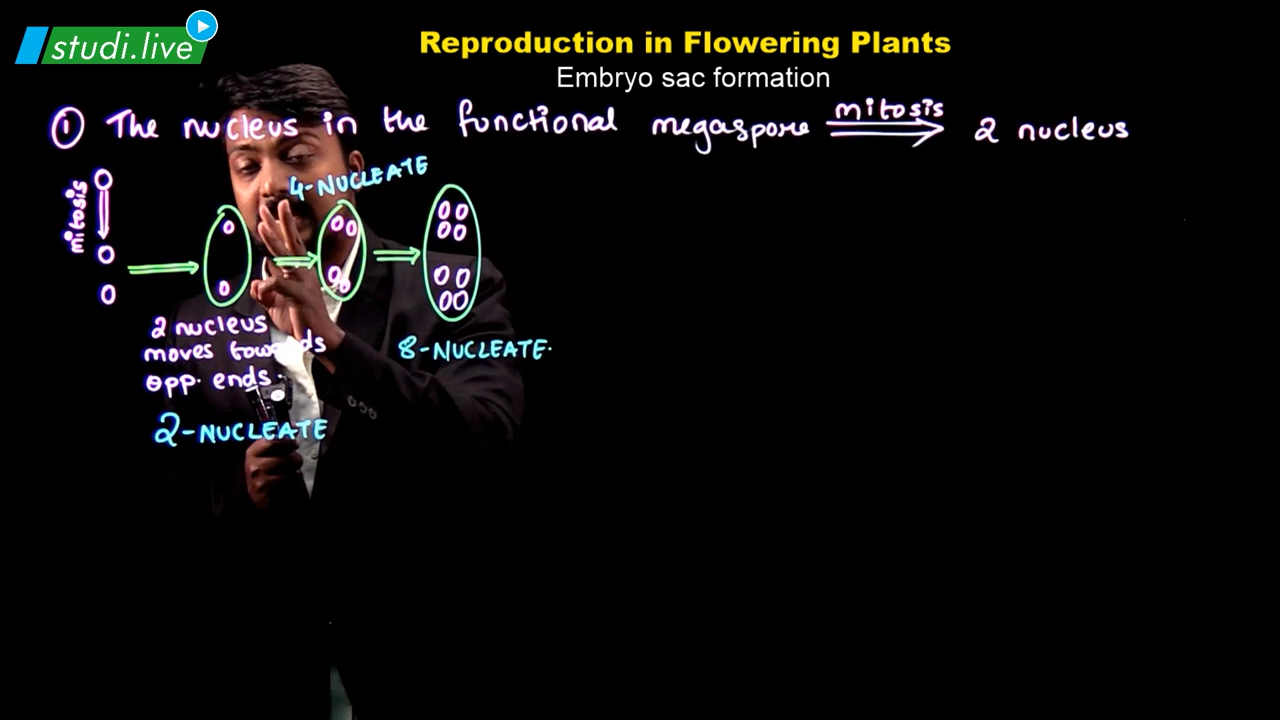 studi.live
Reproduction in Flowering Plants
Embryo sac formation
① The nucleus in the functional megaspore mitosis 2 nucleus
mitosis
4-NUCLEATE
2 nucleus
moves towards
opp. ends.
2-NUCLEATE
8-NUCLEATE.